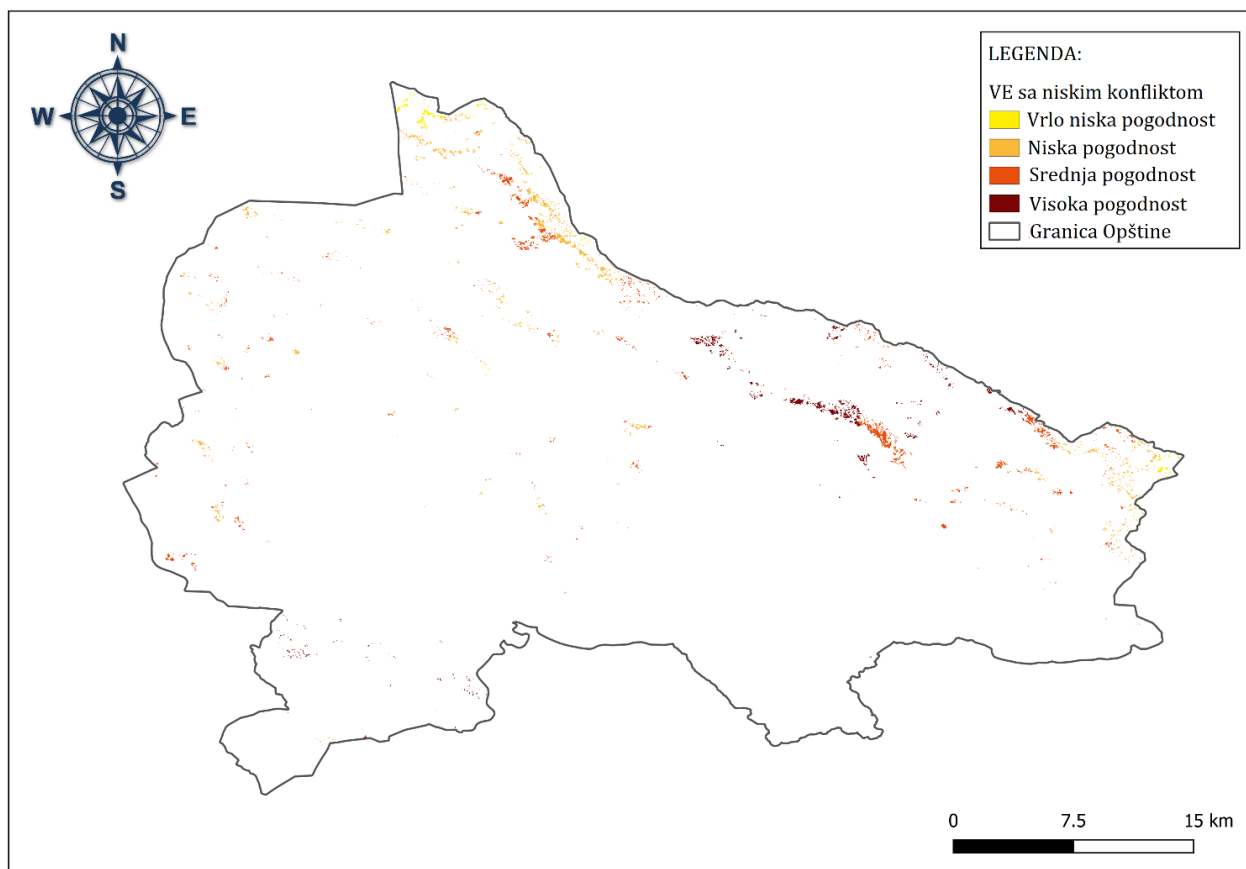 N
W
E
S
LEGENDA:
VE sa niskim konfliktom
Vrlo niska pogodnost
Niska pogodnost
Srednja pogodnost
Visoka pogodnost
Granica Opštine
0 7.5 15 km